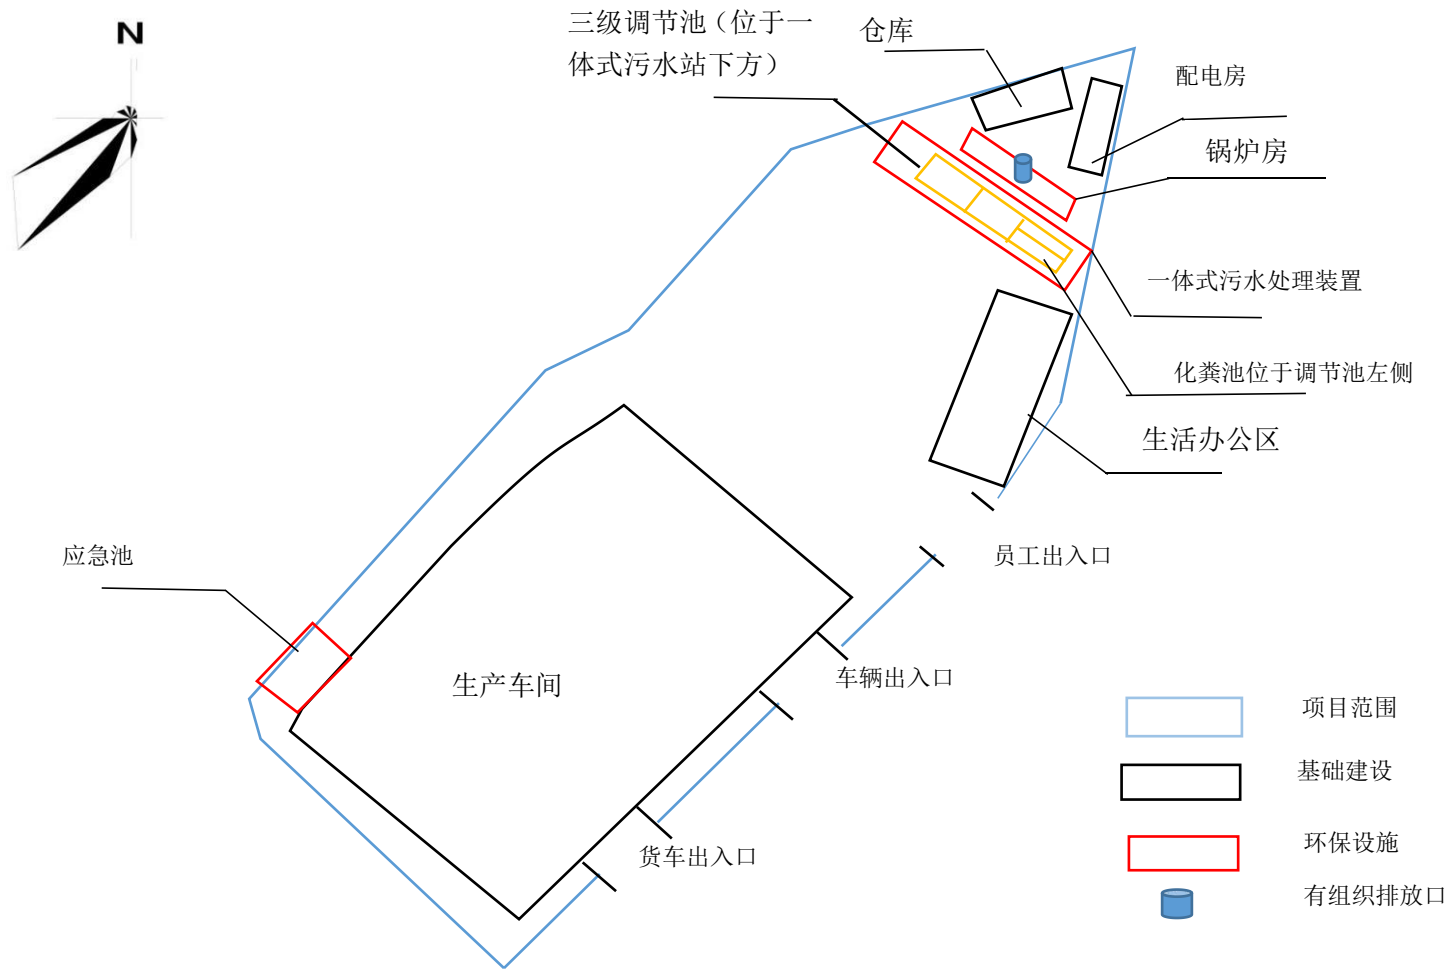 N
三级调节池（位于一
体式污水站下方）
仓库
配电房
锅炉房
一体式污水处理装置
化粪池位于调节池左侧
生活办公区
员工出入口
应急池
生产车间
车辆出入口
货车出入口
项目范围
基础建设
环保设施
有组织排放口